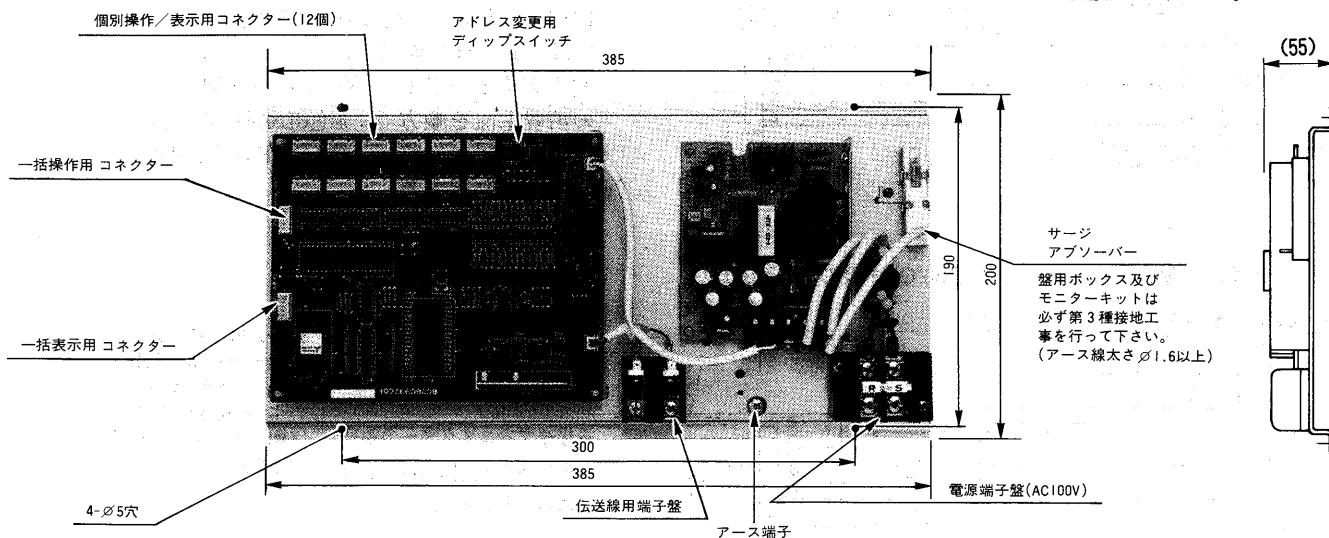 個別操作／表示用コネクター(12個)
アドレス変更用
ディップスイッチ
385
(55)
一括操作用 コネクター
一括表示用 コネクター
サージ
アブソーバー
盤用ボックス及び
モニターキットは
必ず第3種接地工
事を行って下さい。
(アース線太さ∅1.6以上)
190
200
R
S
300
385
4-∅5穴
伝送線用端子盤
アース端子
電源端子盤(AC100V)